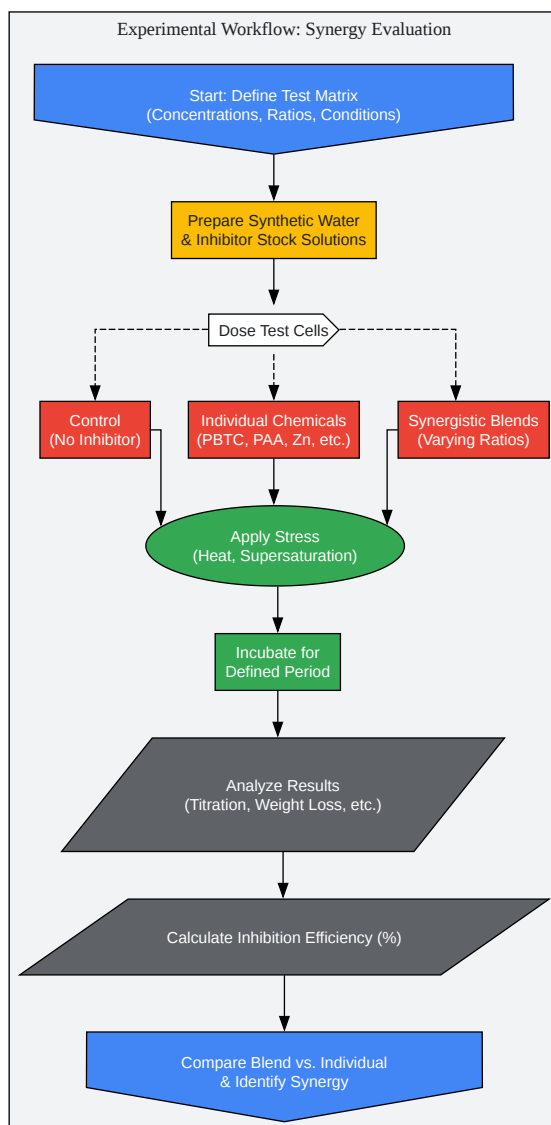 Experimental Workflow: Synergy Evaluation
Start: Define Test Matrix
(Concentrations, Ratios, Conditions)
Prepare Synthetic Water
& Inhibitor Stock Solutions
Dose Test Cells
Control
(No Inhibitor)
Individual Chemicals
(PBTC, PAA, Zn, etc.)
Synergistic Blends
(Varying Ratios)
Apply Stress
(Heat, Supersaturation)
Incubate for
Defined Period
Analyze Results
(Titration, Weight Loss, etc.)
Calculate Inhibition Efficiency (%)
Compare Blend vs. Individual
& Identify Synergy